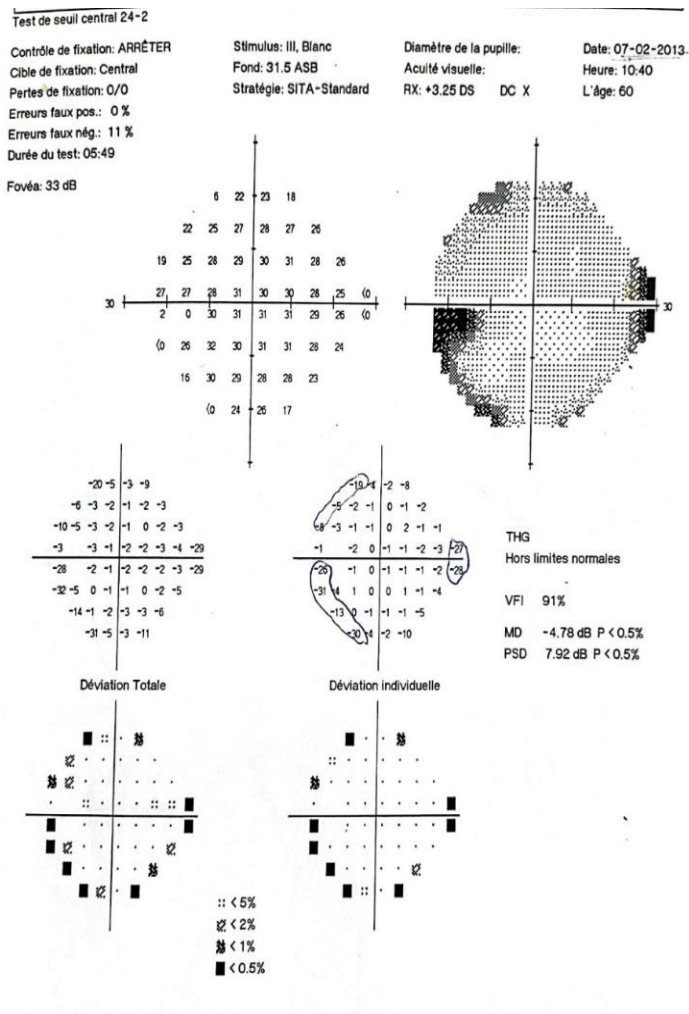 Test de seuil central 24-2
Contrôle de fixation: ARRÊTER
Cible de fixation: Central
Pertes de fixation: 0/0
Erreurs faux pos.: 0 %
Erreurs faux nég.: 11 %
Durée du test: 05:49
Fovéa: 33 dB
Stimulus: III, Blanc
Fond: 31.5 ASB
Stratégie: SITA-Standard
Diamètre de la pupille:
Acuité visuelle:
RX: +3.25 DS DC X
Date: 07-02-2013
Heure: 10:40
L'âge: 60
6 22 23 18
22 25 27 28 27 26
19 25 28 29 30 31 28 26
30 27 27 28 31 30 30 28 25 <0
2 0 30 31 31 31 29 26 <0
<0 26 32 30 31 31 28 24
16 30 29 28 28 23
<0 24 26 17
30
-20 -5 -3 -9
-6 -3 -2 -1 -2 -3
-10 -5 -3 -2 -1 0 -2 -3
-3 -3 -1 -2 -2 -3 -4 -29
-28 -2 -1 -2 -2 -2 -3 -29
-32 -5 0 -1 -1 0 -2 -5
-14 -1 -2 -3 -3 -6
-31 -5 -3 -11
Déviation Totale
-19 -4 -2 -8
-5 -2 -1 0 -1 -2
-8 -3 -1 -1 0 2 -1 -1
-1 -2 0 -1 -1 -2 -3 -27
-26 -1 0 -1 -1 -1 -2 -28
-31 -4 1 0 0 1 -1 -4
-13 0 -1 -1 -1 -5
-30 -4 -2 -10
Déviation individuelle
THG
Hors limites normales
VFI 91%
MD -4.78 dB P < 0.5%
PSD 7.92 dB P < 0.5%
< 5%
< 2%
< 1%
< 0.5%